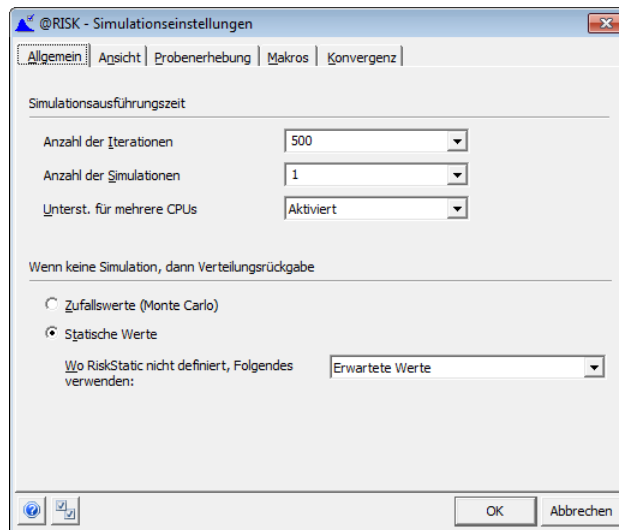 @RISK - Simulationseinstellungen
Allgemein Ansicht Probenerhebung Makros Konvergenz
Simulationsausführungszeit
Anzahl der Iterationen 500
Anzahl der Simulationen 1
Unterst. für mehrere CPUs Aktiviert
Wenn keine Simulation, dann Verteilungsrückgabe
Zufallswerte (Monte Carlo)
Statische Werte
Wo RiskStatic nicht definiert, Folgendes Erwartete Werte
verwenden:
OK Abbrechen